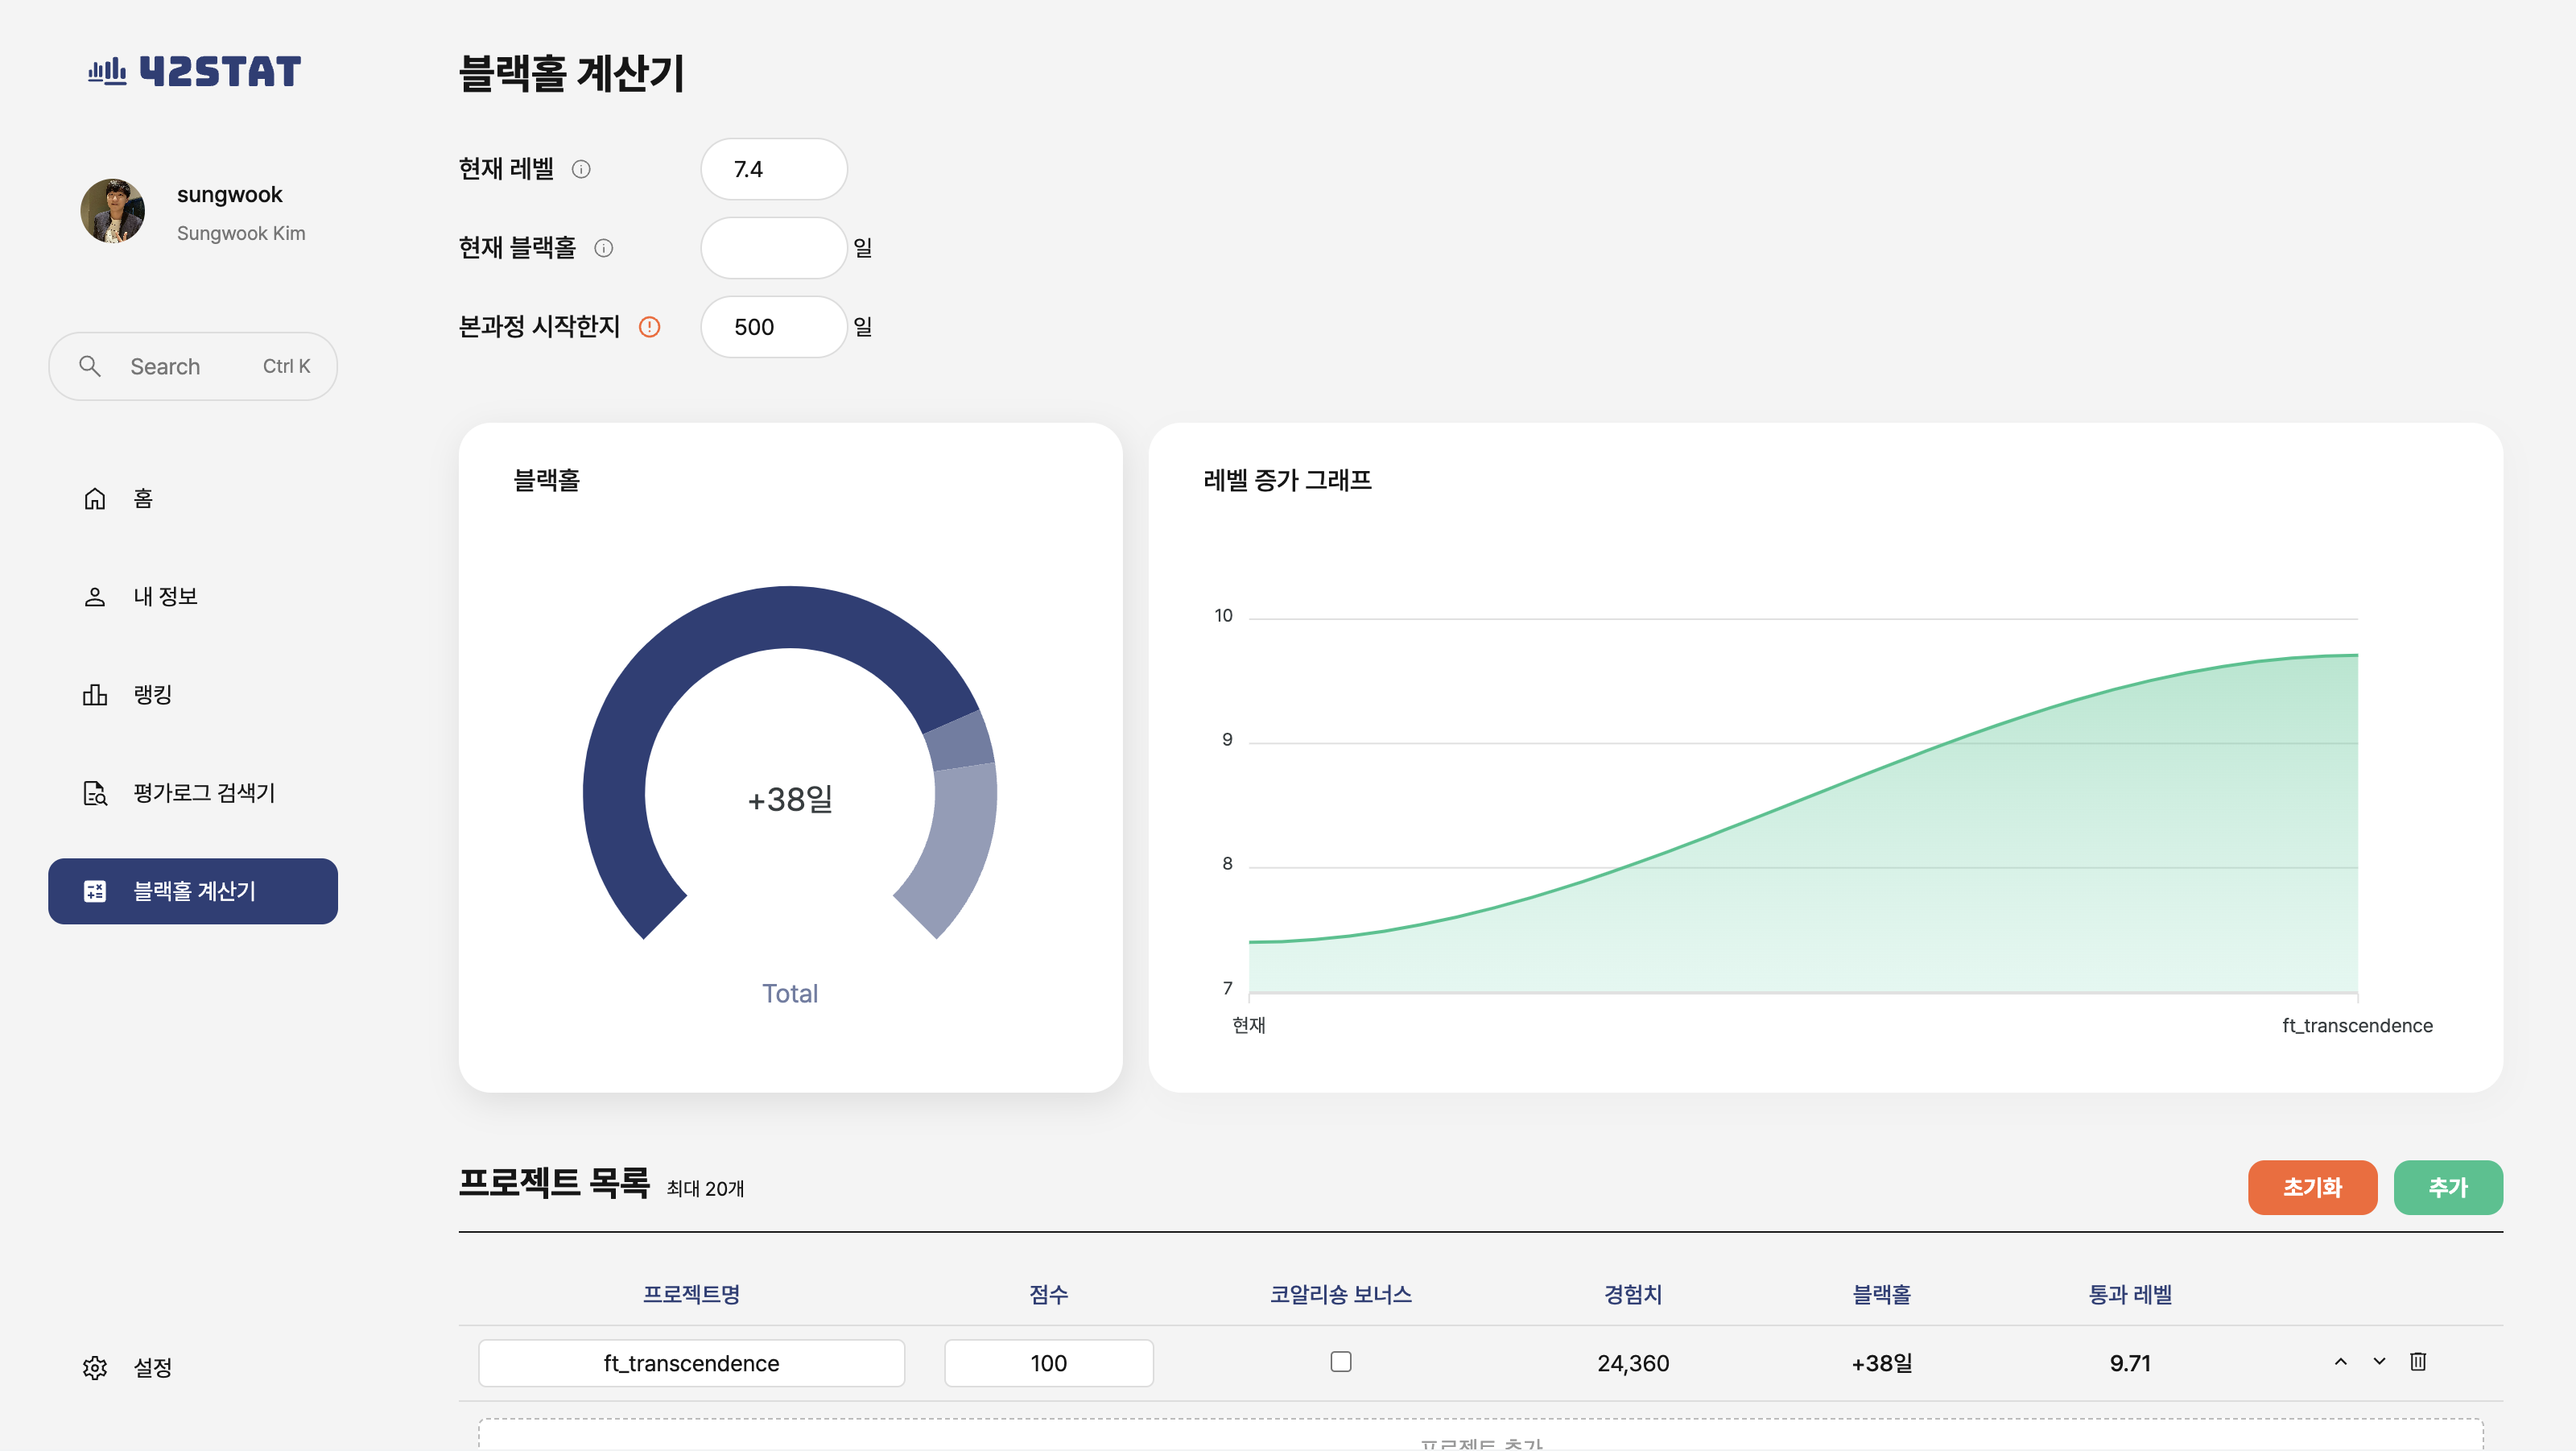 42STAT
sungwook
Sungwook Kim
Search Ctrl K
홈
내 정보
랭킹
평가로그 검색기
블랙홀 계산기
설정
블랙홀 계산기
현재 레벨 7.4
현재 블랙홀 일
본과정 시작한지 500 일
블랙홀
+38일
Total
레벨 증가 그래프
10
9
8
7
현재 ft_transcendence
프로젝트 목록 최대 20개
초기화 추가
프로젝트명 점수 코알리숑 보너스 경험치 블랙홀 통과 레벨
ft_transcendence 100 24,360 +38일 9.71
프로젝트 추가